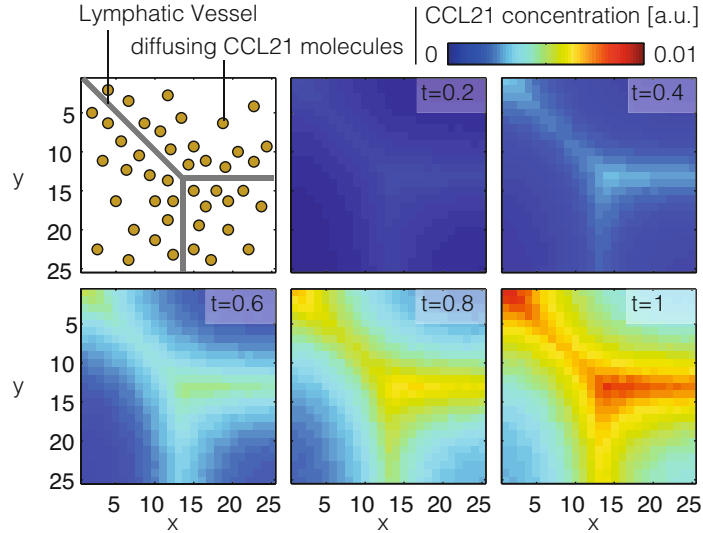 Lymphatic Vessel
diffusing CCL21 molecules
CCL21 concentration [a.u.]
0 0.01
5
10
15
20
25
y
t=0.2
t=0.4
5
10
15
20
25
y
t=0.6
t=0.8
t=1
5 10 15 20 25
5 10 15 20 25
5 10 15 20 25
x
x
x